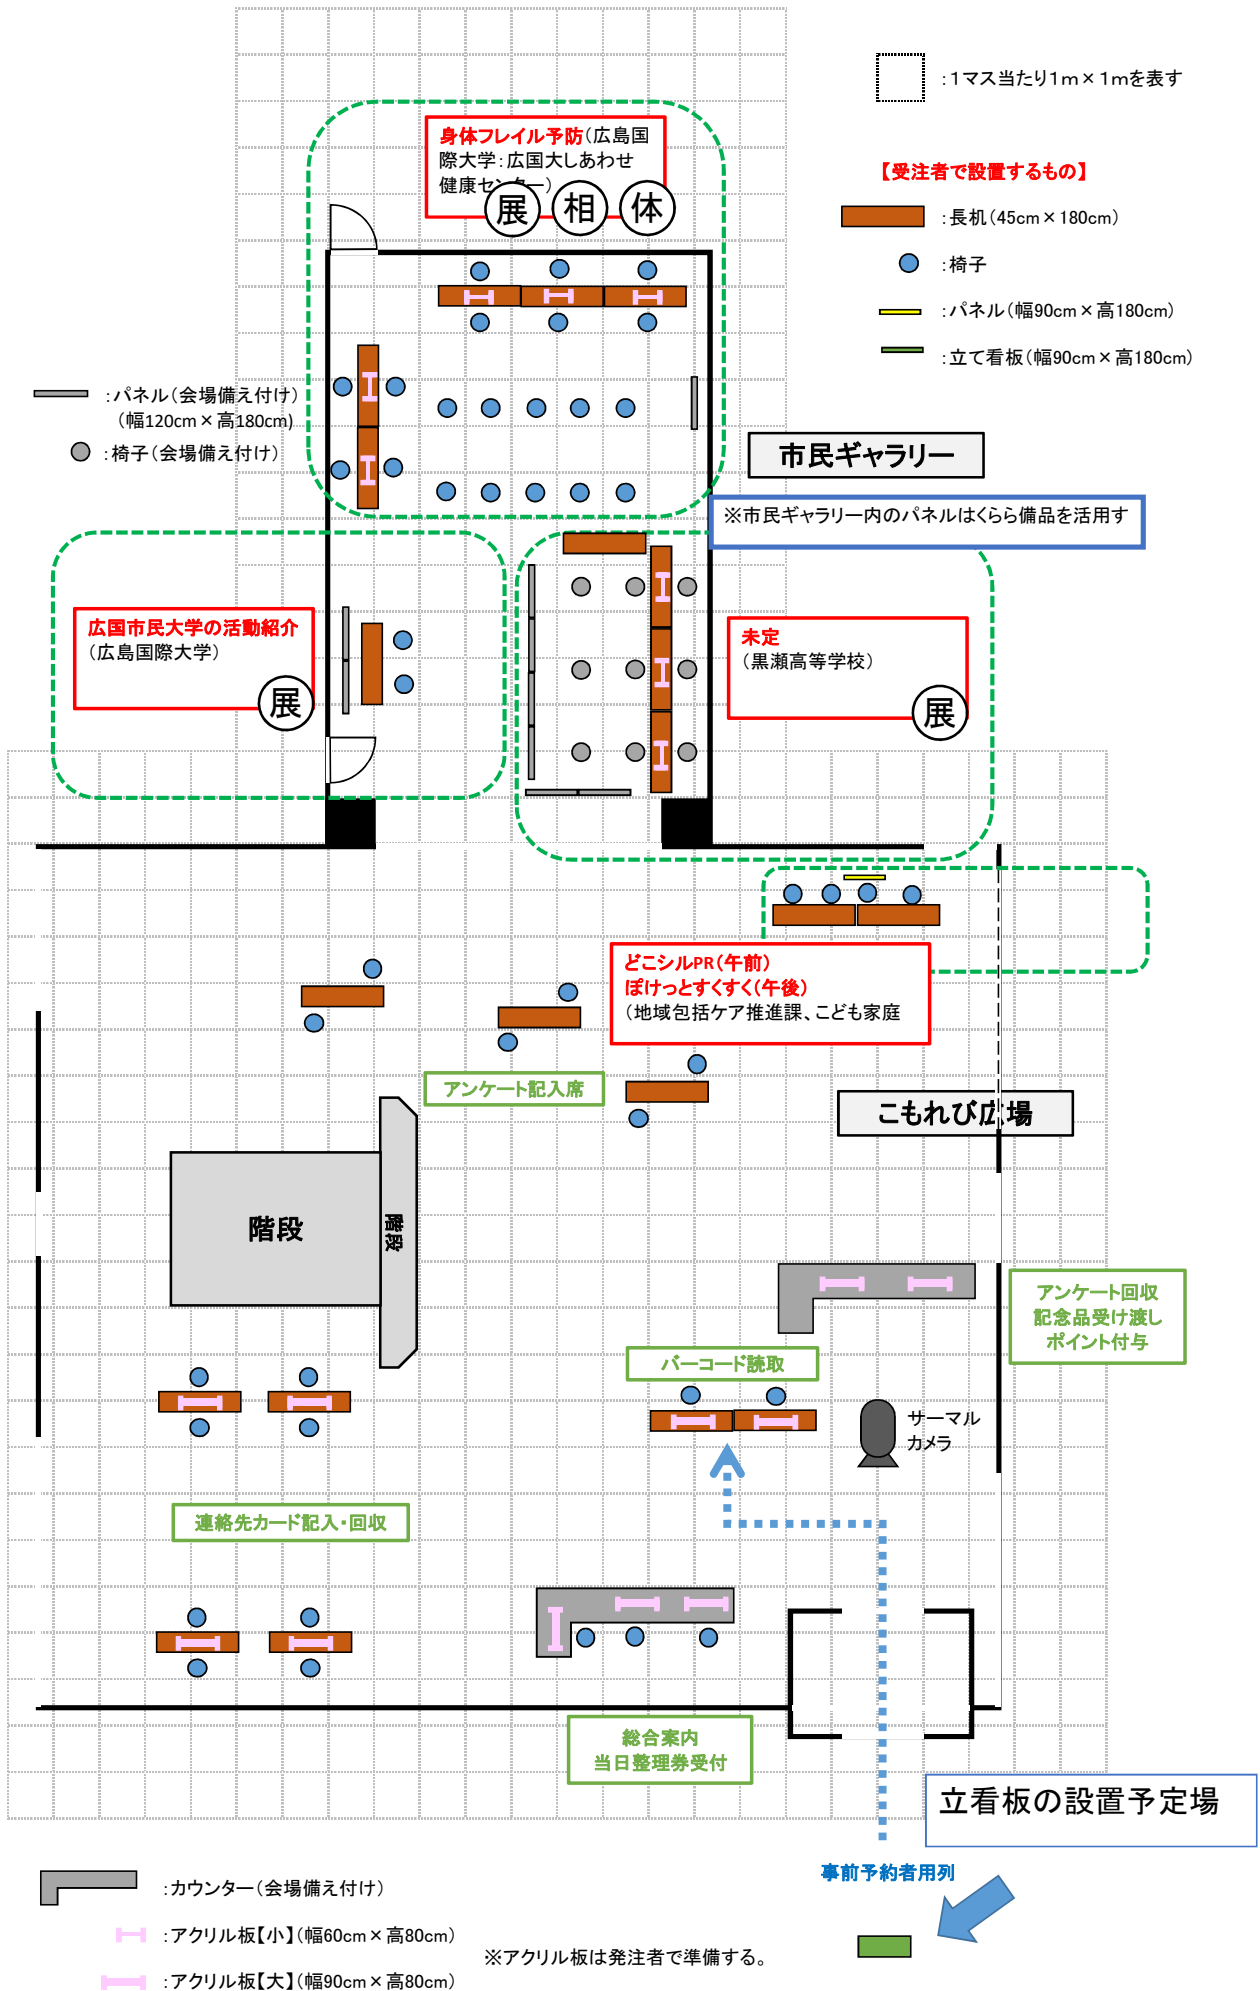 :1マス当たり1m×1mを表す
身体フレイル予防(広島国
際大学:広国大しあわせ
健康センター)
展 相 体
【受注者で設置するもの】
:長机(45cm×180cm)
:椅子
:パネル(幅90cm×高180cm)
:立て看板(幅90cm×高180cm)
:パネル(会場備え付け)
(幅120cm×高180cm)
:椅子(会場備え付け)
市民ギャラリー
※市民ギャラリー内のパネルはくらら備品を活用す
広国市民大学の活動紹介
(広島国際大学)
展
未定
(黒瀬高等学校)
展
どこシルPR(午前)
ぽけっとすくすく(午後)
(地域包括ケア推進課、こども家庭
アンケート記入席
こもれび広場
階段
階段
アンケート回収
記念品受け渡し
ポイント付与
バーコード読取
サーマル
カメラ
連絡先カード記入・回収
総合案内
当日整理券受付
立看板の設置予定場
事前予約者用列
:カウンター(会場備え付け)
:アクリル板【小】(幅60cm×高80cm)
※アクリル板は発注者で準備する。
:アクリル板【大】(幅90cm×高80cm)